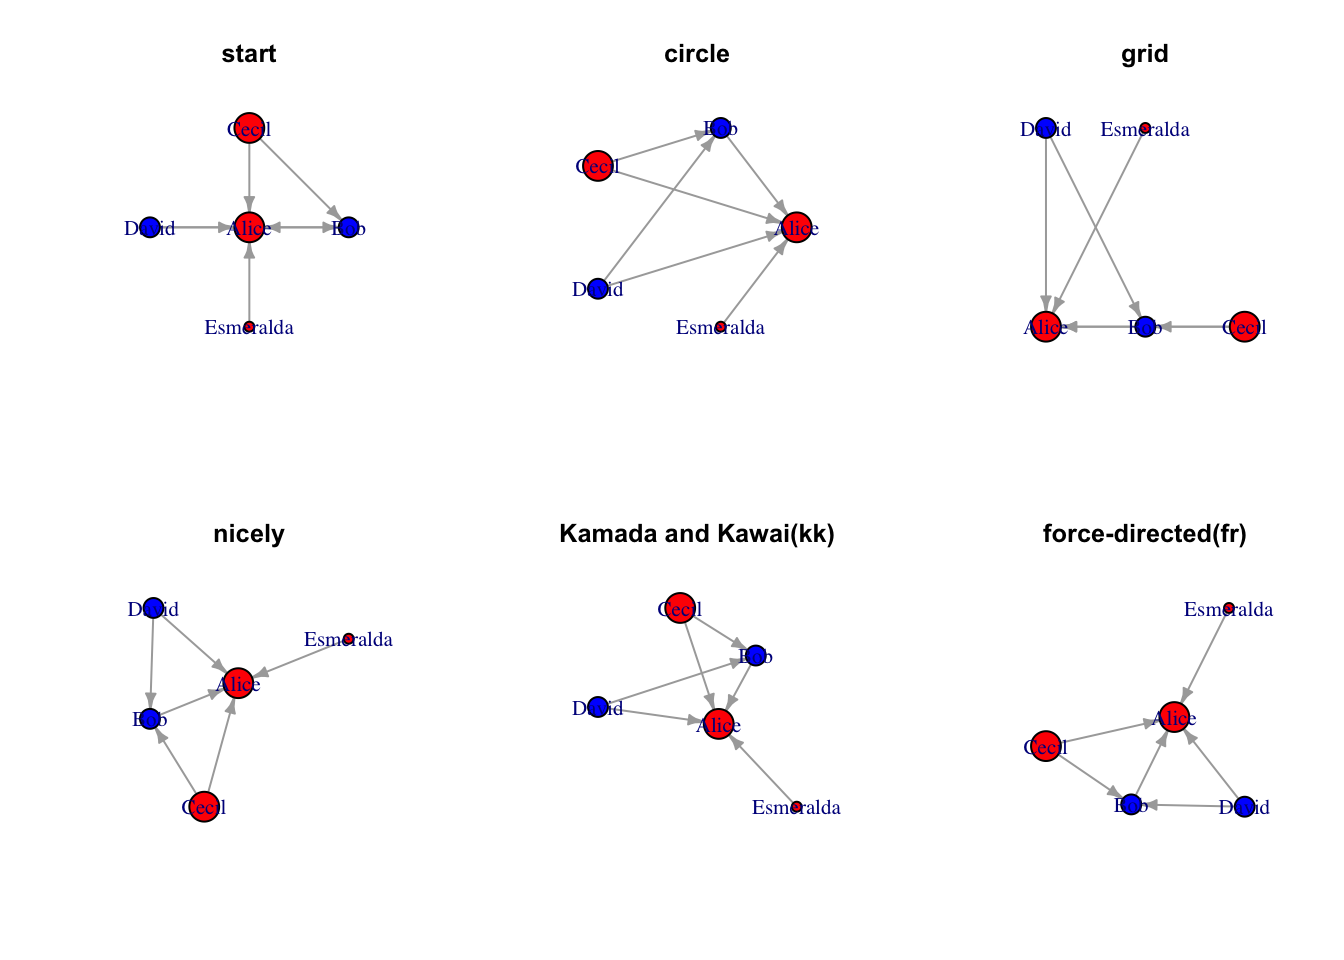 start
Cecil
David
Alice
Bob
Esmeralda
circle
Bob
Cecil
Alice
David
Esmeralda
grid
David
Esmeralda
Alice
Bob
Cecil
nicely
David
Esmeralda
Alice
Bob
Cecil
Kamada and Kawai(kk)
Cecil
Bob
David
Alice
Esmeralda
force-directed(fr)
Esmeralda
Alice
Cecil
Bob
David